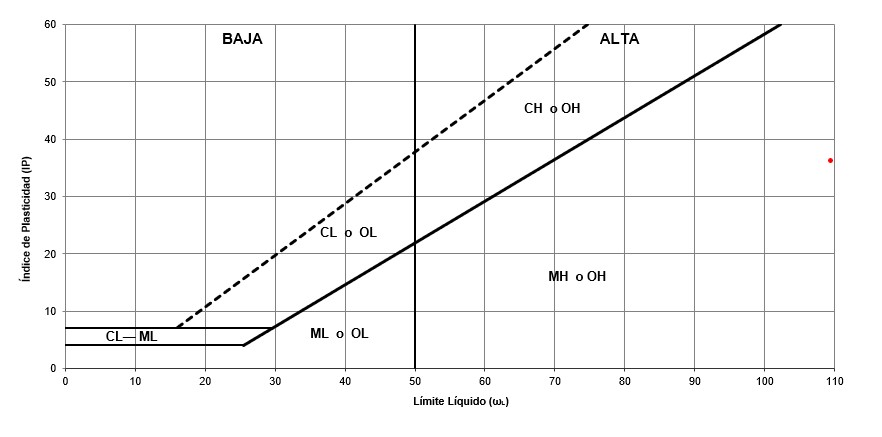 60
BAJA
ALTA
50
CH o OH
40
30
CL o OL
20
MH o OH
10
CL— ML
ML o OL
0
0 10 20 30 40 50 60 70 80 90 100 110
Índice de Plasticidad (IP)
Límite Líquido (ωL)